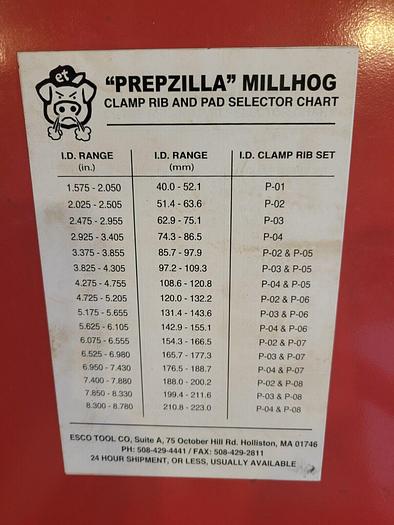 et
"PREPZILLA" MILLHOG
CLAMP RIB AND PAD SELECTOR CHART
I.D. RANGE I.D. RANGE I.D. CLAMP RIB SET
(in.) (mm)
1.575 - 2.050 40.0 - 52.1 P-01
2.025 - 2.505 51.4 - 63.6 P-02
2.475 - 2.955 62.9 - 75.1 P-03
2.925 - 3.405 74.3 - 86.5 P-04
3.375 - 3.855 85.7 - 97.9 P-02 & P-05
3.825 - 4.305 97.2 - 109.3 P-03 & P-05
4.275 - 4.755 108.6 - 120.8 P-04 & P-05
4.725 - 5.205 120.0 - 132.2 P-02 & P-06
5.175 - 5.655 131.4 - 143.6 P-03 & P-06
5.625 - 6.105 142.9 - 155.1 P-04 & P-06
6.075 - 6.555 154.3 - 166.5 P-02 & P-07
6.525 - 6.980 165.7 - 177.3 P-03 & P-07
6.950 - 7.430 176.5 - 188.7 P-04 & P-07
7.400 - 7.880 188.0 - 200.2 P-02 & P-08
7.850 - 8.330 199.4 - 211.6 P-03 & P-08
8.300 - 8.780 210.8 - 223.0 P-04 & P-08
ESCO TOOL CO, Suite A, 75 October Hill Rd. Holliston, MA 01746
PH: 508-429-4441 / FAX: 508-429-2811
24 HOUR SHIPMENT, OR LESS, USUALLY AVAILABLE